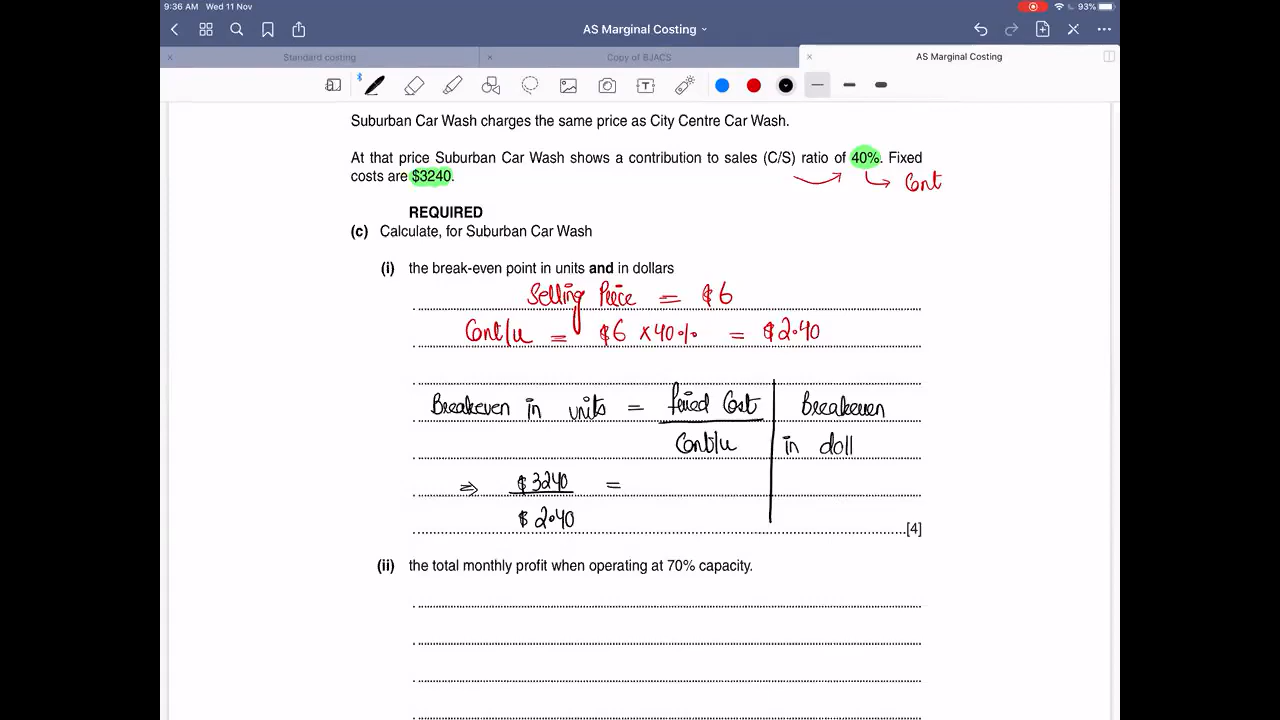 9:36 AM Wed 11 Nov
93%
AS Marginal Costing
Standard costing
Copy of BJACS
AS Marginal Costing
Suburban Car Wash charges the same price as City Centre Car Wash.
At that price Suburban Car Wash shows a contribution to sales (C/S) ratio of 40%. Fixed
costs are $3240.
Cont
REQUIRED
(c) Calculate, for Suburban Car Wash
(i) the break-even point in units and in dollars
Selling Price = $6
Cont/u = $6 × 40% = $2.40
Breakeven in units = Fixed Cost
Cont/u
⇒ $3240 =
$2.40
Breakeven
in doll
[4]
(ii) the total monthly profit when operating at 70% capacity.